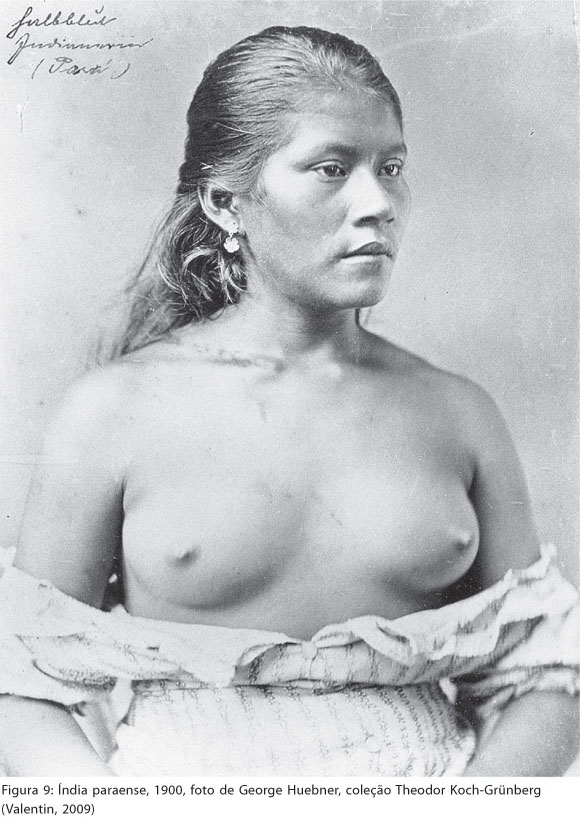 Halbblut
Indianerin
(Pará.)
Figura 9: Índia paraense, 1900, foto de George Huebner, coleção Theodor Koch-Grünberg
(Valentin, 2009)